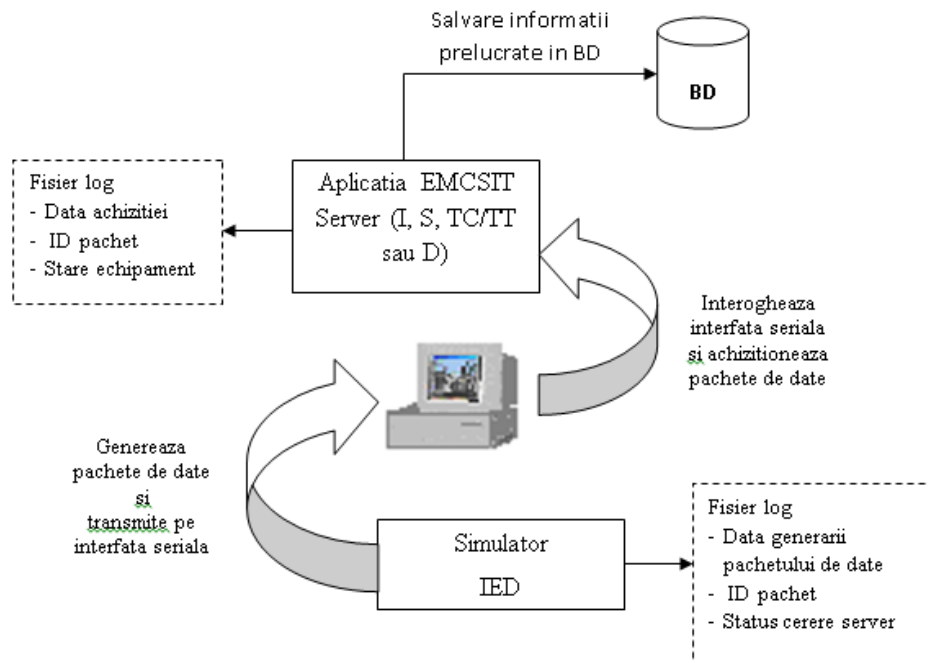 Salvare informatii
prelucrate in BD
BD
Fisier log
- Data achizitiei
- ID pachet
- Stare echipament
Aplicatia EMCSIT
Server (I, S, TC/TT
sau D)
Interogheaza
interfata seriala
si achizitioneaza
pachete de date
Genereaza
pachete de date
si
transmite pe
interfata seriala
Simulator
IED
Fisier log
- Data generarii
pachetului de date
- ID pachet
- Status cerere server